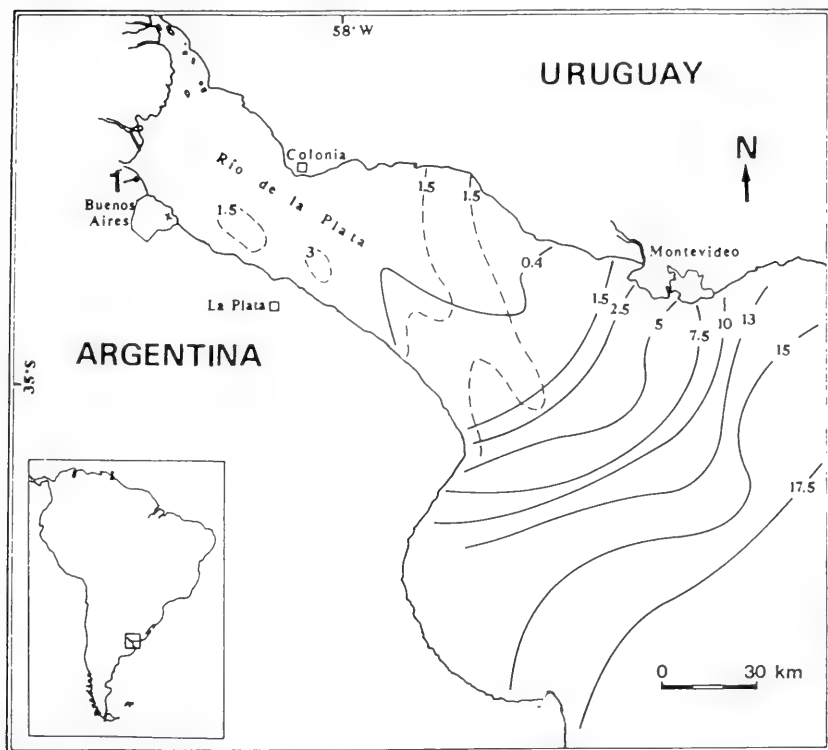 58° W
URUGUAY
N
Colonia
Río de la Plata
1
Buenos
Aires
1.5
1.5
1.5
3
0.4
Montevideo
La Plata
1.5
2.5
5
7.5
10
13
15
ARGENTINA
35°S
17.5
0 30 km